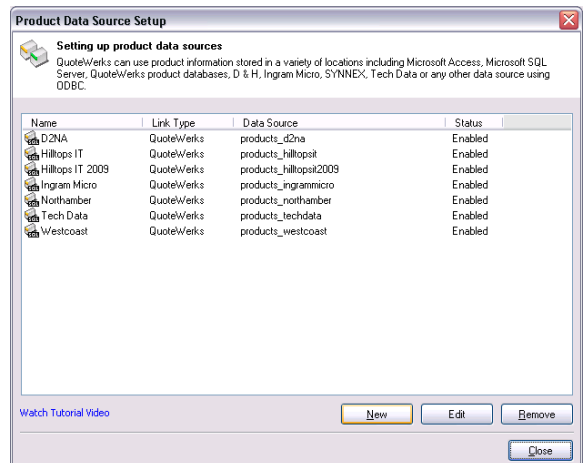 Product Data Source Setup
Setting up product data sources
QuoteWerks can use product information stored in a variety of locations including Microsoft Access, Microsoft SQL
Server, QuoteWerks product databases, D & H, Ingram Micro, SYNNEX, Tech Data or any other data source using
ODBC.
Name Link Type Data Source Status
D2NA QuoteWerks products_d2na Enabled
Hilltops IT QuoteWerks products_hilltopsit Enabled
Hilltops IT 2009 QuoteWerks products_hilltopsit2009 Enabled
Ingram Micro QuoteWerks products_ingrammicro Enabled
Northamber QuoteWerks products_northamber Enabled
Tech Data QuoteWerks products_techdata Enabled
Westcoast QuoteWerks products_westcoast Enabled
Watch Tutorial Video New Edit Remove
Close